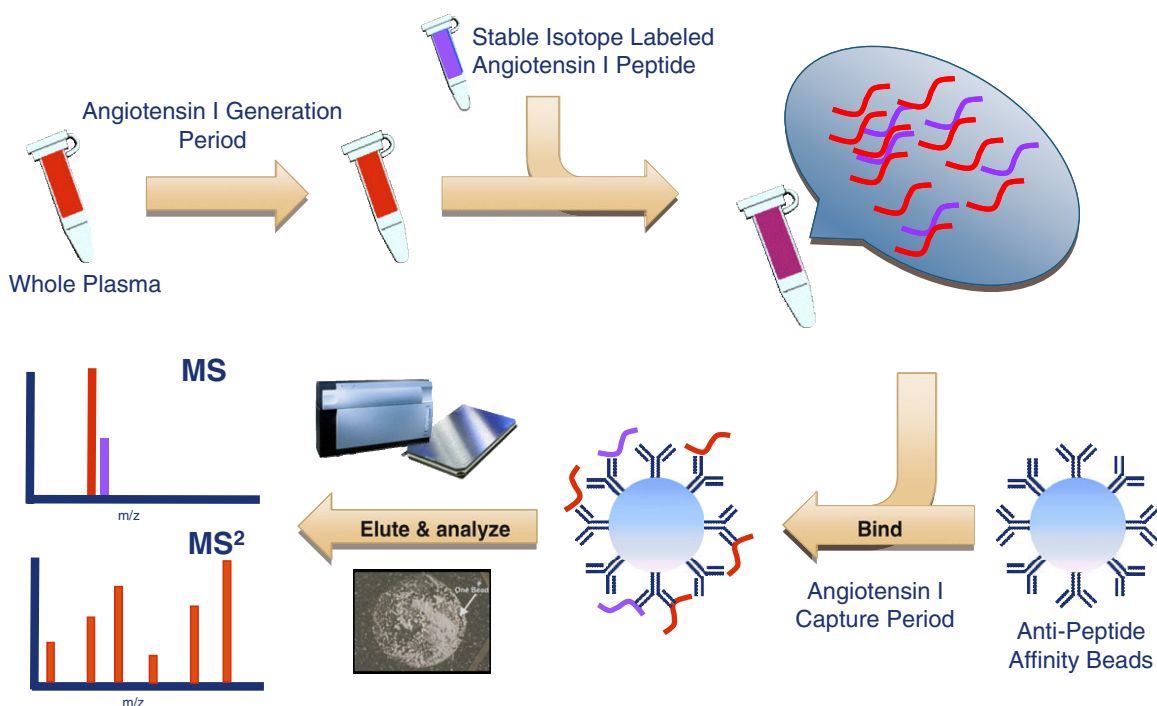 Stable Isotope Labeled
Angiotensin I Peptide
Angiotensin I Generation
Period
Whole Plasma
MS
m/z
MS²
m/z
Elute & analyze
One Bead
Bind
Angiotensin I
Capture Period
Anti-Peptide
Affinity Beads